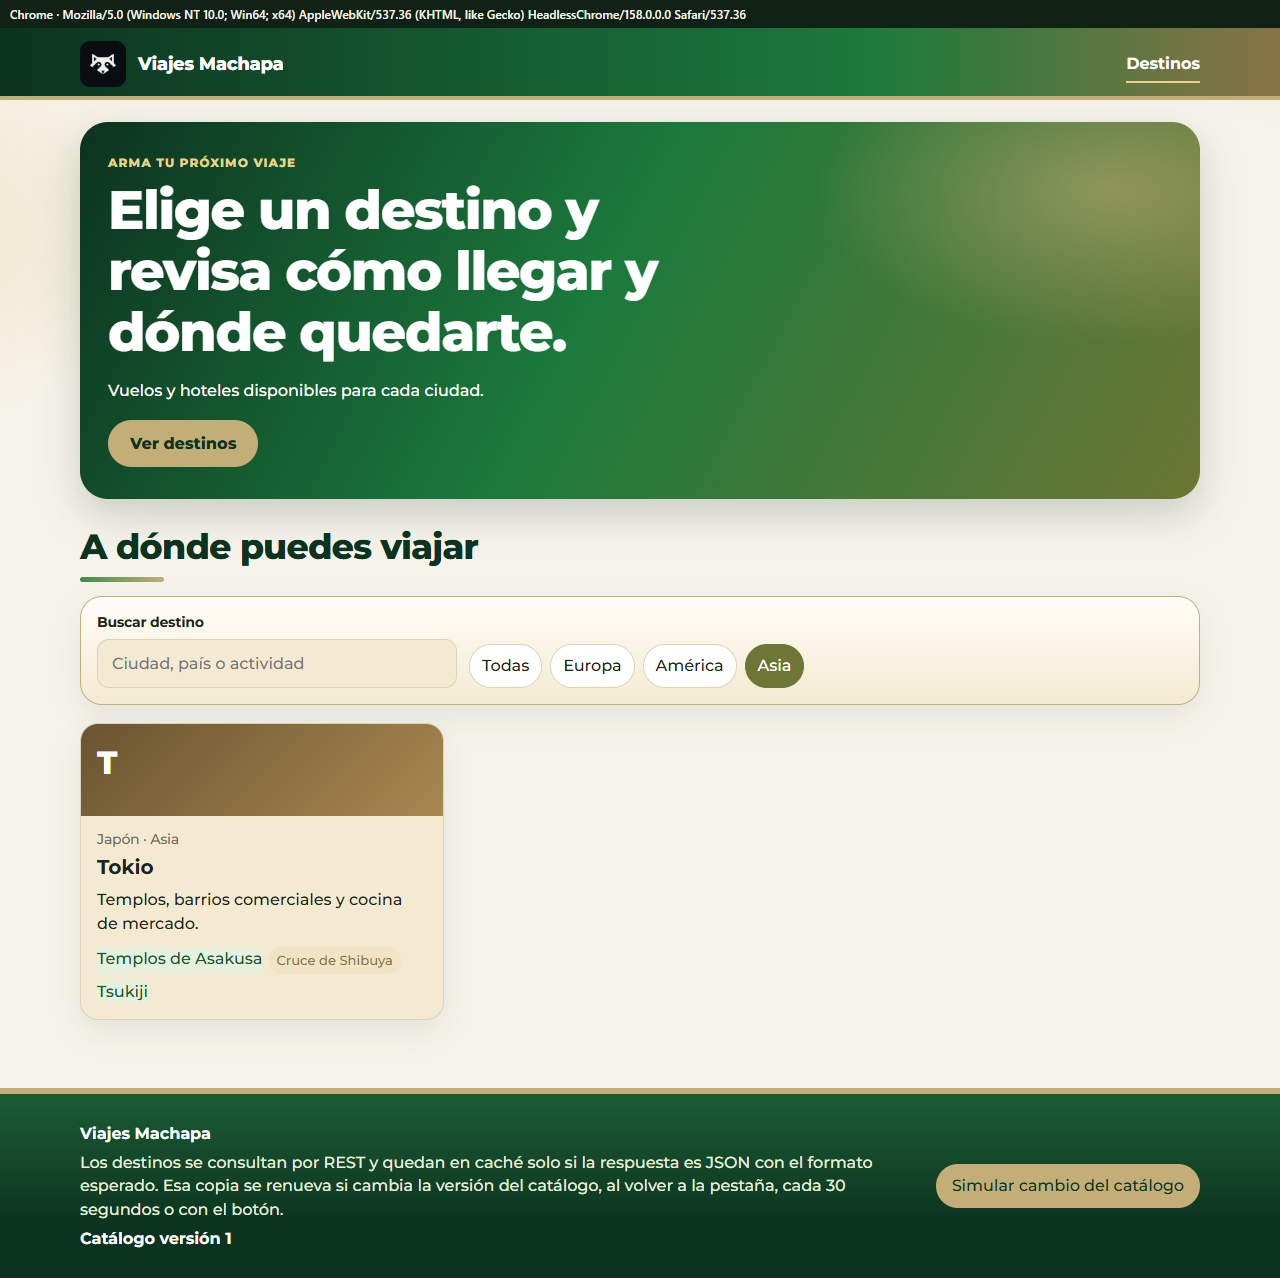 Chrome · Mozilla/5.0 (Windows NT 10.0; Win64; x64) AppleWebKit/537.36 (KHTML, like Gecko) HeadlessChrome/158.0.0.0 Safari/537.36
Viajes Machapa
Destinos
ARMA TU PRÓXIMO VIAJE
Elige un destino y
revisa cómo llegar y
dónde quedarte.
Vuelos y hoteles disponibles para cada ciudad.
Ver destinos
A dónde puedes viajar
Buscar destino
Ciudad, país o actividad
Todas
Europa
América
Asia
T
Japón · Asia
Tokio
Templos, barrios comerciales y cocina
de mercado.
Templos de Asakusa
Cruce de Shibuya
Tsukiji
Viajes Machapa
Los destinos se consultan por REST y quedan en caché solo si la respuesta es JSON con el formato
esperado. Esa copia se renueva si cambia la versión del catálogo, al volver a la pestaña, cada 30
segundos o con el botón.
Catálogo versión 1
Simular cambio del catálogo